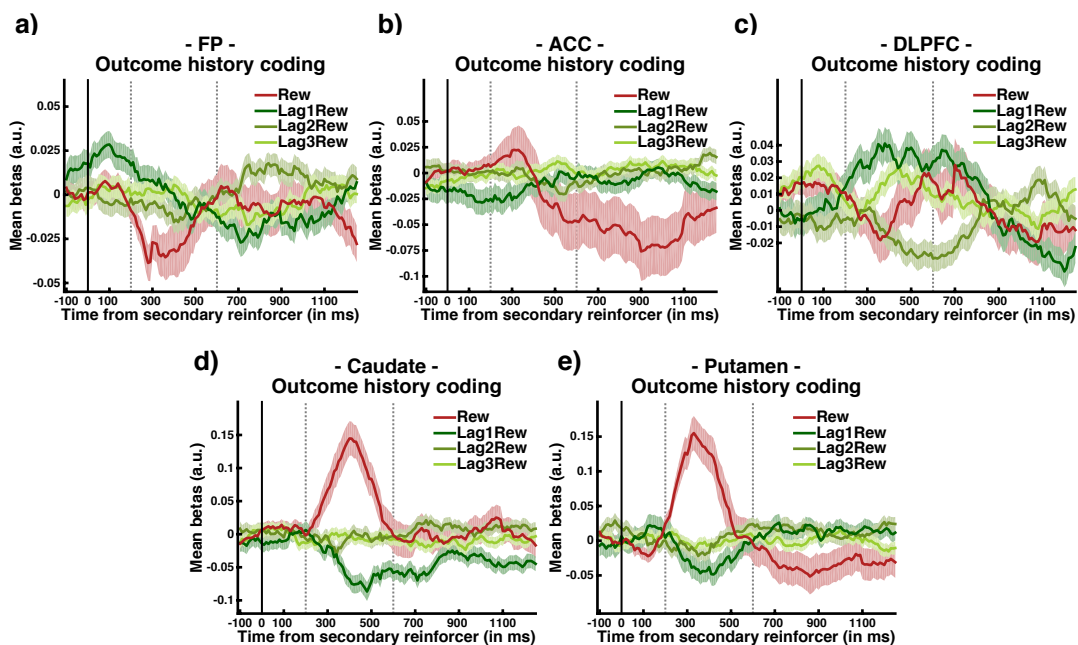 a)
- FP -
Outcome history coding
Rew
Lag1Rew
Lag2Rew
Lag3Rew
Mean betas (a.u.)
0.05
0.025
0
-0.025
-0.05
-100 0 300 500 700 900 1100
Time from secondary reinforcer (in ms)
b)
- ACC -
Outcome history coding
Rew
Lag1Rew
Lag2Rew
Lag3Rew
Mean betas (a.u.)
0.05
0.025
0
-0.025
-0.05
-0.075
-0.1
-100 0 300 500 700 900 1100
Time from secondary reinforcer (in ms)
c)
- DLPFC -
Outcome history coding
Rew
Lag1Rew
Lag2Rew
Lag3Rew
Mean betas (a.u.)
0.04
0.02
0.01
0
-0.01
-0.02
-100 0 300 500 700 900 1100
Time from secondary reinforcer (in ms)
d)
- Caudate -
Outcome history coding
Rew
Lag1Rew
Lag2Rew
Lag3Rew
Mean betas (a.u.)
0.15
0.1
0.05
0
-0.05
-0.1
-100 0 300 500 700 900 1100
Time from secondary reinforcer (in ms)
e)
- Putamen -
Outcome history coding
Rew
Lag1Rew
Lag2Rew
Lag3Rew
Mean betas (a.u.)
0.15
0.1
0.05
0
-0.05
-100 0 300 500 700 900 1100
Time from secondary reinforcer (in ms)